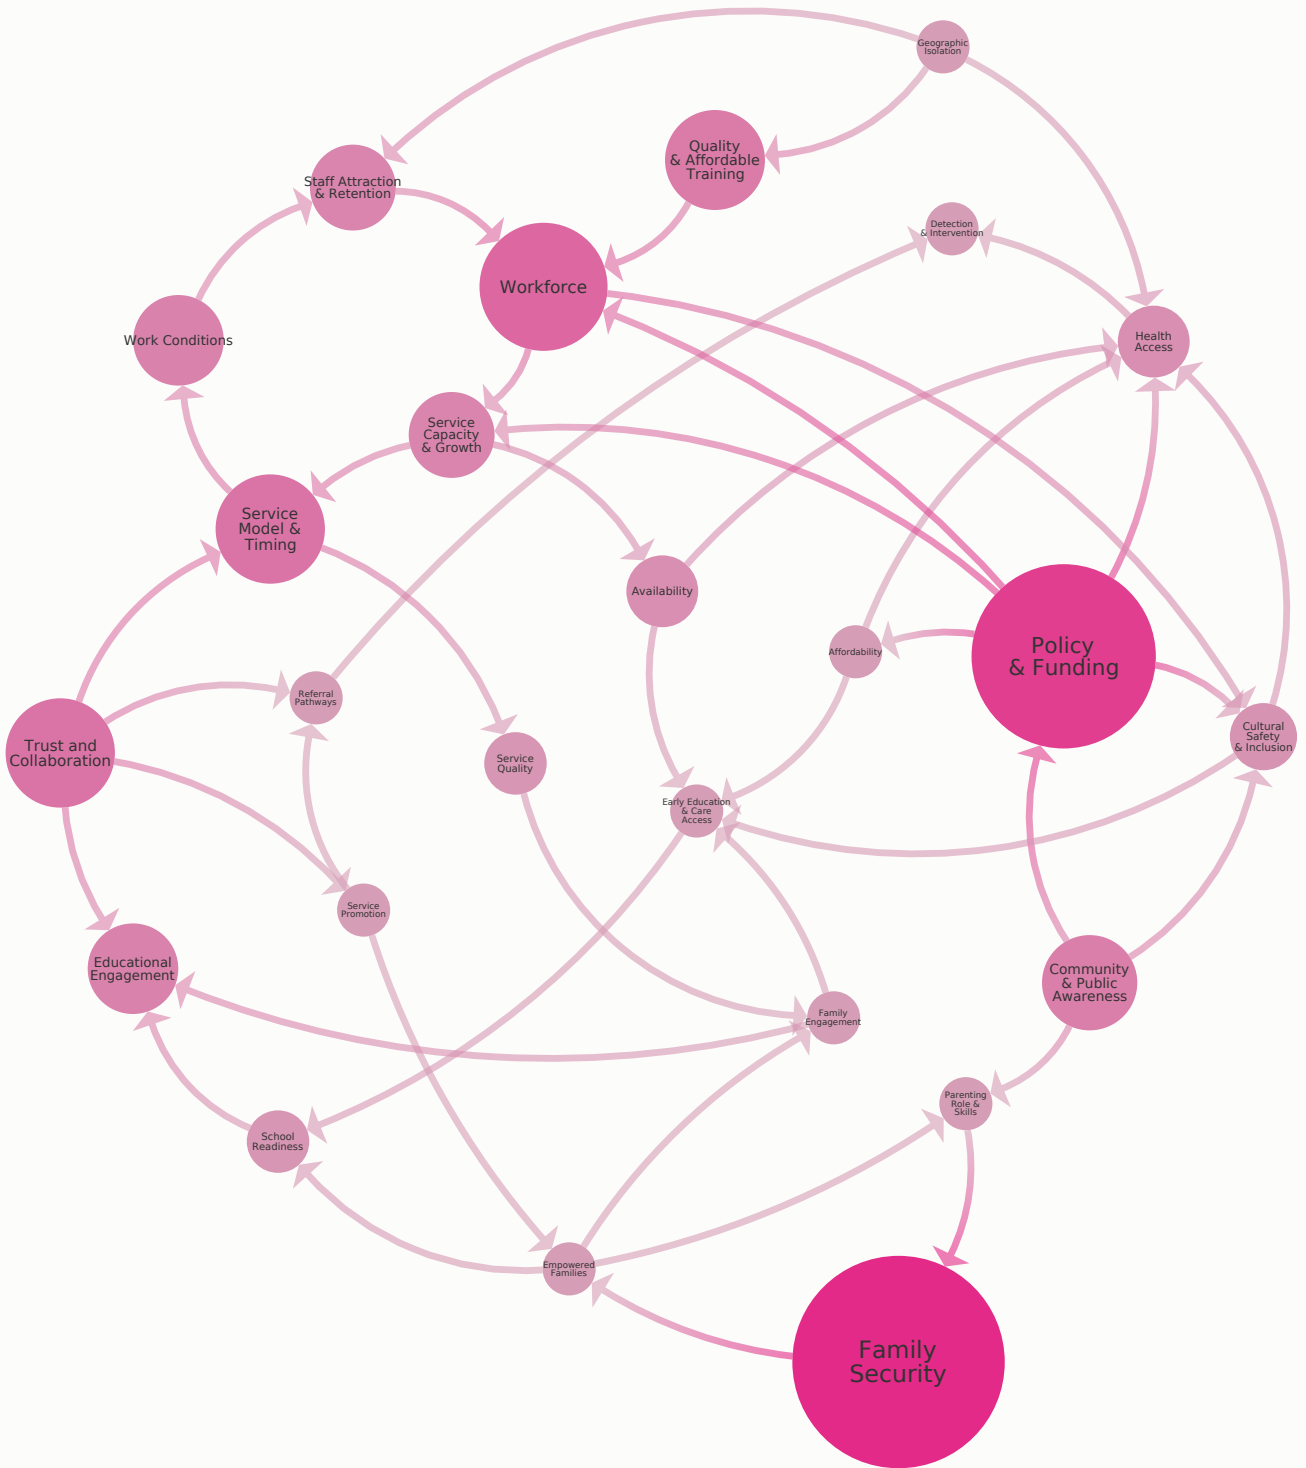 Geographic
Isolation
Quality
& Affordable
Training
Staff Attraction
& Retention
Detection
& Intervention
Workforce
Health
Access
Work Conditions
Service
Capacity
& Growth
Service
Model &
Timing
Availability
Policy
& Funding
Affordability
Referral
Pathways
Cultural
Safety
& Inclusion
Trust and
Collaboration
Service
Quality
Early Education
& Care
Access
Service
Promotion
Educational
Engagement
Community
& Public
Awareness
Family
Engagement
Parenting
Role &
Skills
School
Readiness
Empowered
Families
Family
Security